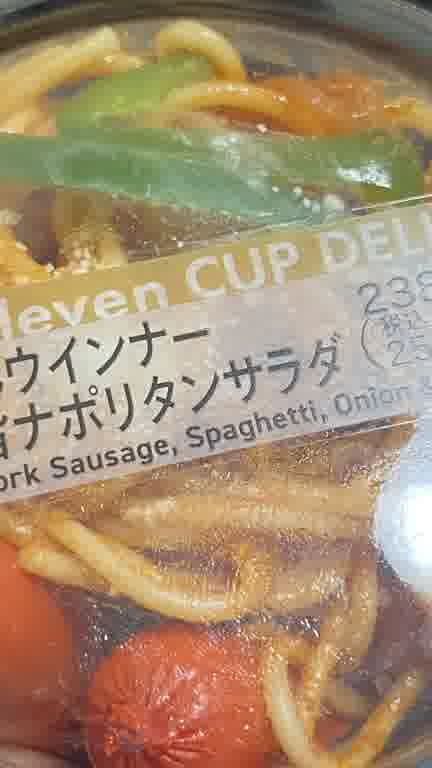 leven CUP DELI
ウインナー
ナポリタンサラダ
ork Sausage, Spaghetti, Onion &
238
(税込
25